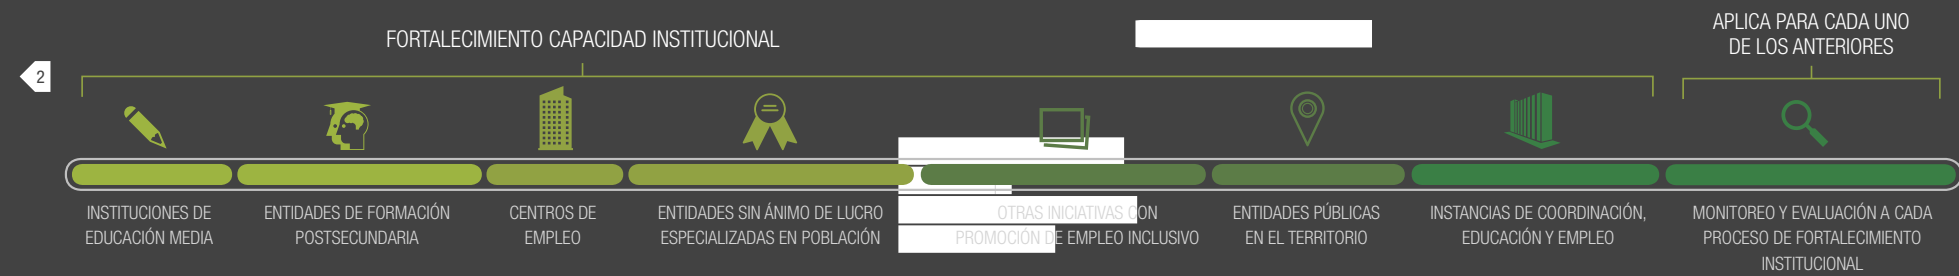 FORTALECIMIENTO CAPACIDAD INSTITUCIONAL
APLICA PARA CADA UNO
DE LOS ANTERIORES
2
INSTITUCIONES DE
EDUCACIÓN MEDIA
ENTIDADES DE FORMACIÓN
POSTSECUNDARIA
CENTROS DE
EMPLEO
ENTIDADES SIN ÁNIMO DE LUCRO
ESPECIALIZADAS EN POBLACIÓN
OTRAS INICIATIVAS CON
PROMOCIÓN DE EMPLEO INCLUSIVO
ENTIDADES PÚBLICAS
EN EL TERRITORIO
INSTANCIAS DE COORDINACIÓN,
EDUCACIÓN Y EMPLEO
MONITOREO Y EVALUACIÓN A CADA
PROCESO DE FORTALECIMIENTO
INSTITUCIONAL